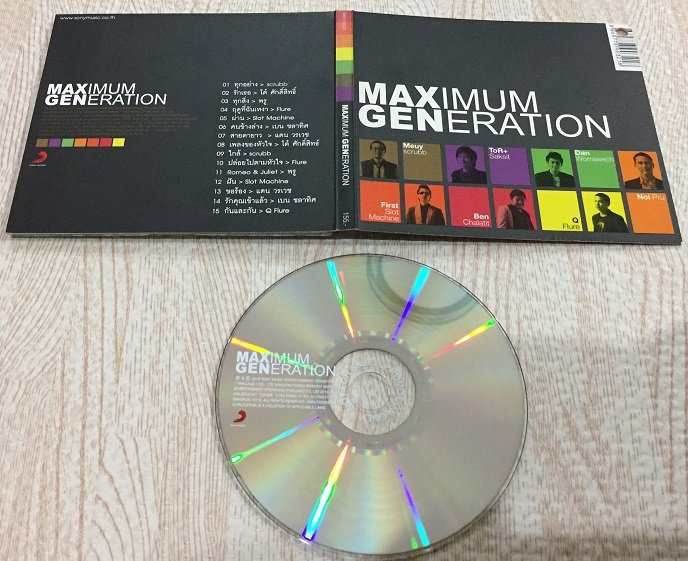 www.sonymusic.co.th
MAXIMUM
GENERATION
01 ทุกอย่าง > scrubb
02 รักเธอ > โต๋ ศักดิ์สิทธิ์
03 ทุกสิ่ง > พรู
04 ฤดูที่ฉันเหงา > Flure
05 ผ่าน > Slot Machine
06 คนข้างล่าง > เบน ชลาทิศ
07 สายตายาว > แดน วรเวช
08 เพลงของหัวใจ > โต๋ ศักดิ์สิทธิ์
09 ใกล้ > scrubb
10 ปล่อยไปตามหัวใจ > Flure
11 Romeo & Juliet > พรู
12 ฝัน > Slot Machine
13 ขอร้อง > แดน วรเวช
14 รักคุณเข้าแล้ว > เบน ชลาทิศ
15 กันและกัน > Q Flure
MAXIMUM GENERATION
155.-
MAXIMUM
GENERATION
Meuy
scrubb
ToR+
Saksit
Dan
Worrawech
Noi Pru
First
Slot
Machine
Ben
Chalatit
Q
Flure
MAXIMUM
GENERATION